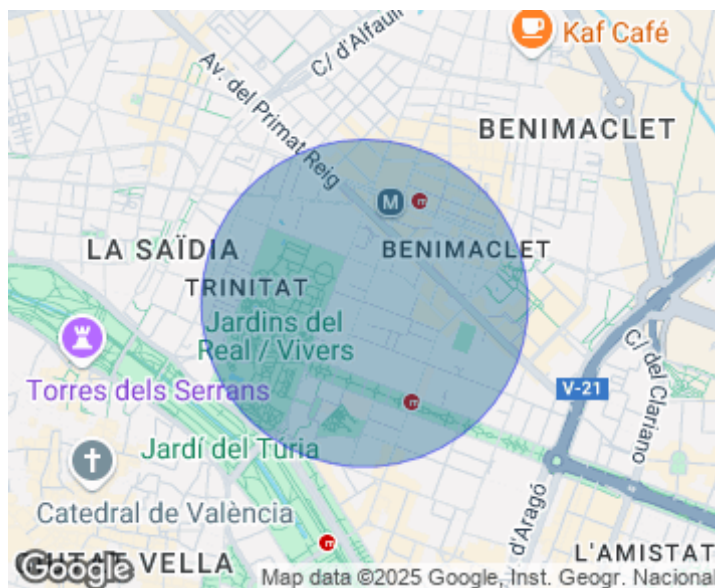 Kaf Café
C/ d'Alfaui
Av. del Primat Reig
BENIMACLET
M
m
LA SAÏDIA
BENIMACLET
TRINITAT
Jardins del
Real / Vivers
Torres dels Serrans
C/ del Clariano
V-21
m
Jardí del Túria
Catedral de València
d'Aragó
m
CIUTAT VELLA
L'AMISTAT
Google
Map data ©2025 Google, Inst. Geogr. Nacional